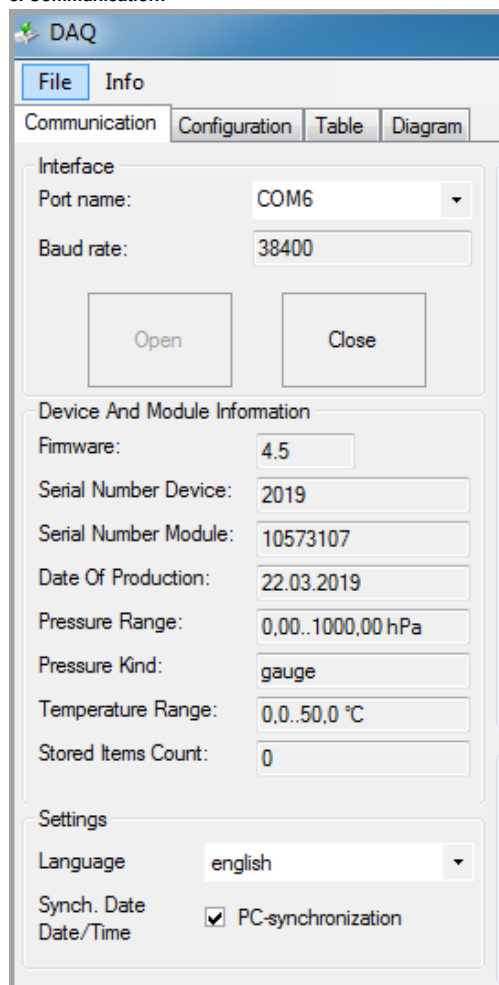 DAQ
File Info
Communication Configuration Table Diagram
Interface
Port name: COM6
Baud rate: 38400
Open Close
Device And Module Information
Firmware: 4.5
Serial Number Device: 2019
Serial Number Module: 10573107
Date Of Production: 22.03.2019
Pressure Range: 0,00..1000,00 hPa
Pressure Kind: gauge
Temperature Range: 0,0..50,0 °C
Stored Items Count: 0
Settings
Language english
Synch. Date
Date/Time PC-synchronization